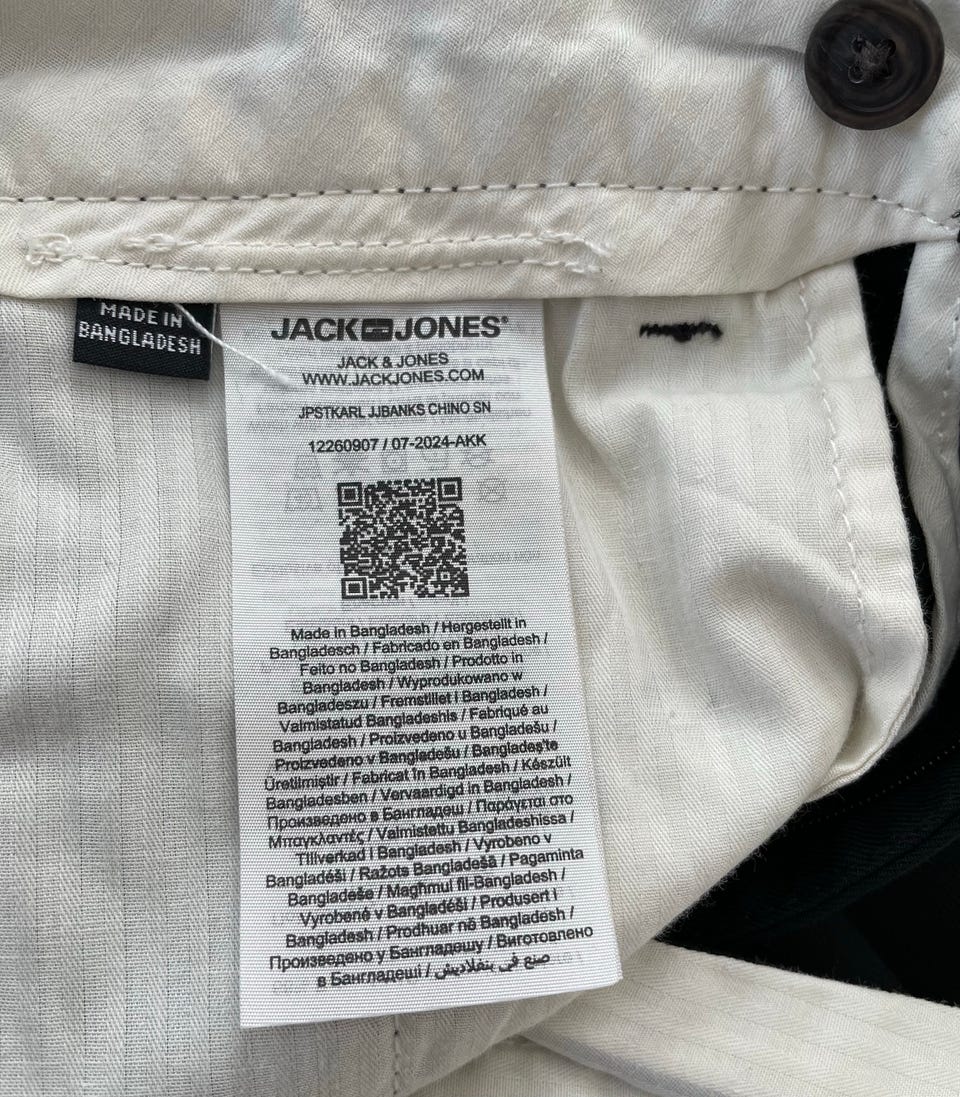 MADE IN
BANGLADESH
JACK JONES®
JACK & JONES
WWW.JACKJONES.COM
JPSTKARL JJBANKS CHINO SN
12260907 / 07-2024-AKK
Made in Bangladesh / Hergestellt in
Bangladesch / Fabricado en Bangladesh /
Feito no Bangladesh / Prodotto in
Bangladesh / Wyprodukowano w
Bangladeszu / Fremstillet i Bangladesh /
Valmistatud Bangladeshis / Fabriqué au
Bangladesh / Proizvedeno u Bangladešu /
Proizvedeno v Bangladešu / Bangladeş'te
Üretilmiştir / Fabricat în Bangladesh / Készült
Bangladesben / Vervaardigd in Bangladesh /
Произведено в Бангладеш / Παράγεται στο
Μπαγκλαντές / Valmistettu Bangladeshissa /
Tillverkad i Bangladesh / Vyrobeno v
Bangladéši / Ražots Bangladešā / Pagaminta
Bangladeše / Magħmul fil-Bangladesh /
Vyrobené v Bangladéši / Produsert i
Bangladesh / Prodhuar në Bangladesh /
Произведено у Бангладешу / Виготовлено
в Бангладеші / صنع في بنغلاديش